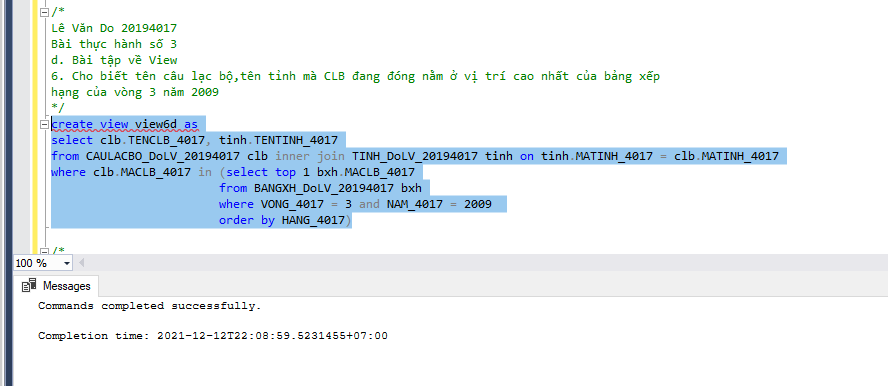 /*
Lê Văn Do 20194017
Bài thực hành số 3
d. Bài tập về View
6. Cho biết tên câu lạc bộ,tên tỉnh mà CLB đang đóng nằm ở vị trí cao nhất của bảng xếp
hạng của vòng 3 năm 2009
*/
create view view6d as
select clb.TENCLB_4017, tinh.TENTINH_4017
from CAULACBO_DoLV_20194017 clb inner join TINH_DoLV_20194017 tinh on tinh.MATINH_4017 = clb.MATINH_4017
where clb.MACLB_4017 in (select top 1 bxh.MACLB_4017
from BANGXH_DoLV_20194017 bxh
where VONG_4017 = 3 and NAM_4017 = 2009
order by HANG_4017)
/*
100 %
Messages
Commands completed successfully.
Completion time: 2021-12-12T22:08:59.5231455+07:00